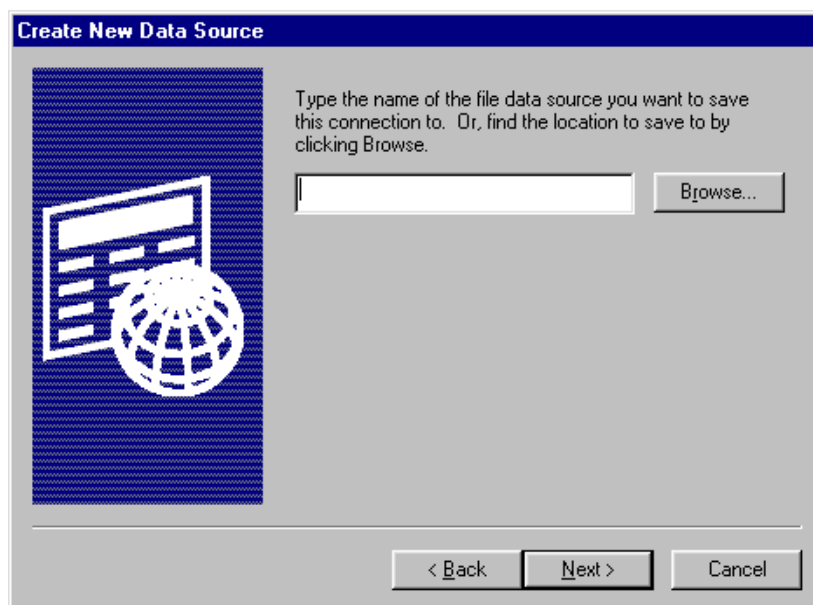 Create New Data Source
Type the name of the file data source you want to save
this connection to.  Or, find the location to save to by
clicking Browse.
Browse...
< Back
Next >
Cancel